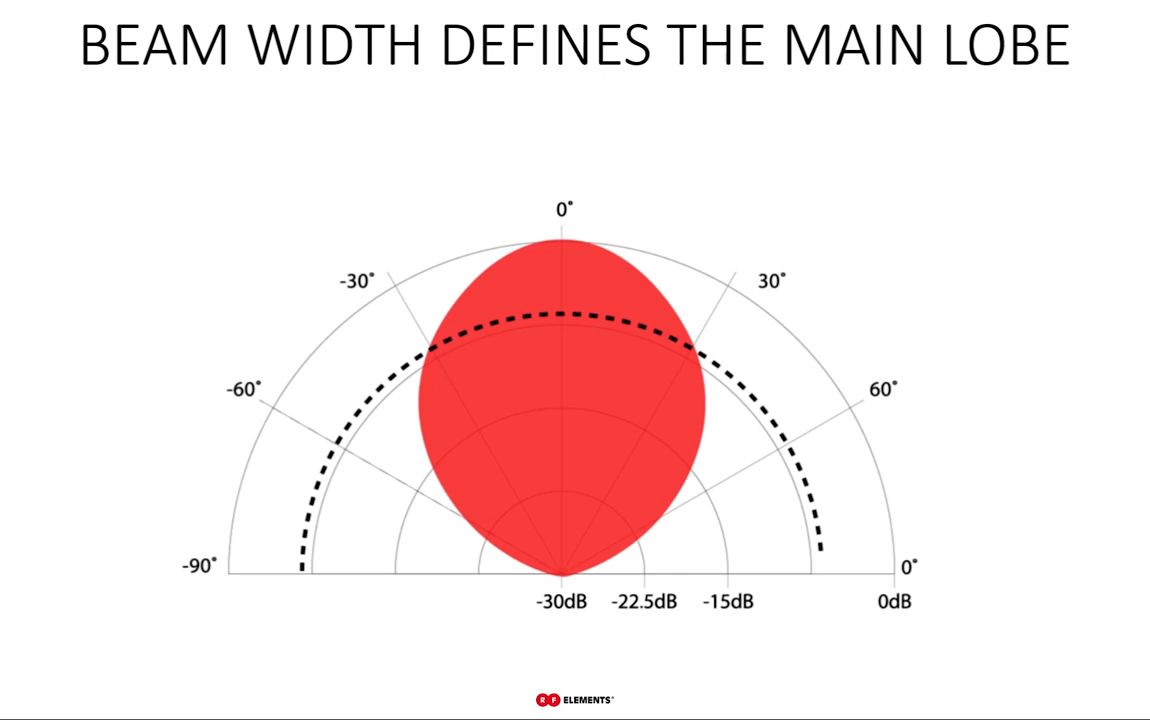 BEAM WIDTH DEFINES THE MAIN LOBE
0°
-30°
30°
-60°
60°
-90°
0°
-30dB -22.5dB -15dB 0dB
RF ELEMENTS®